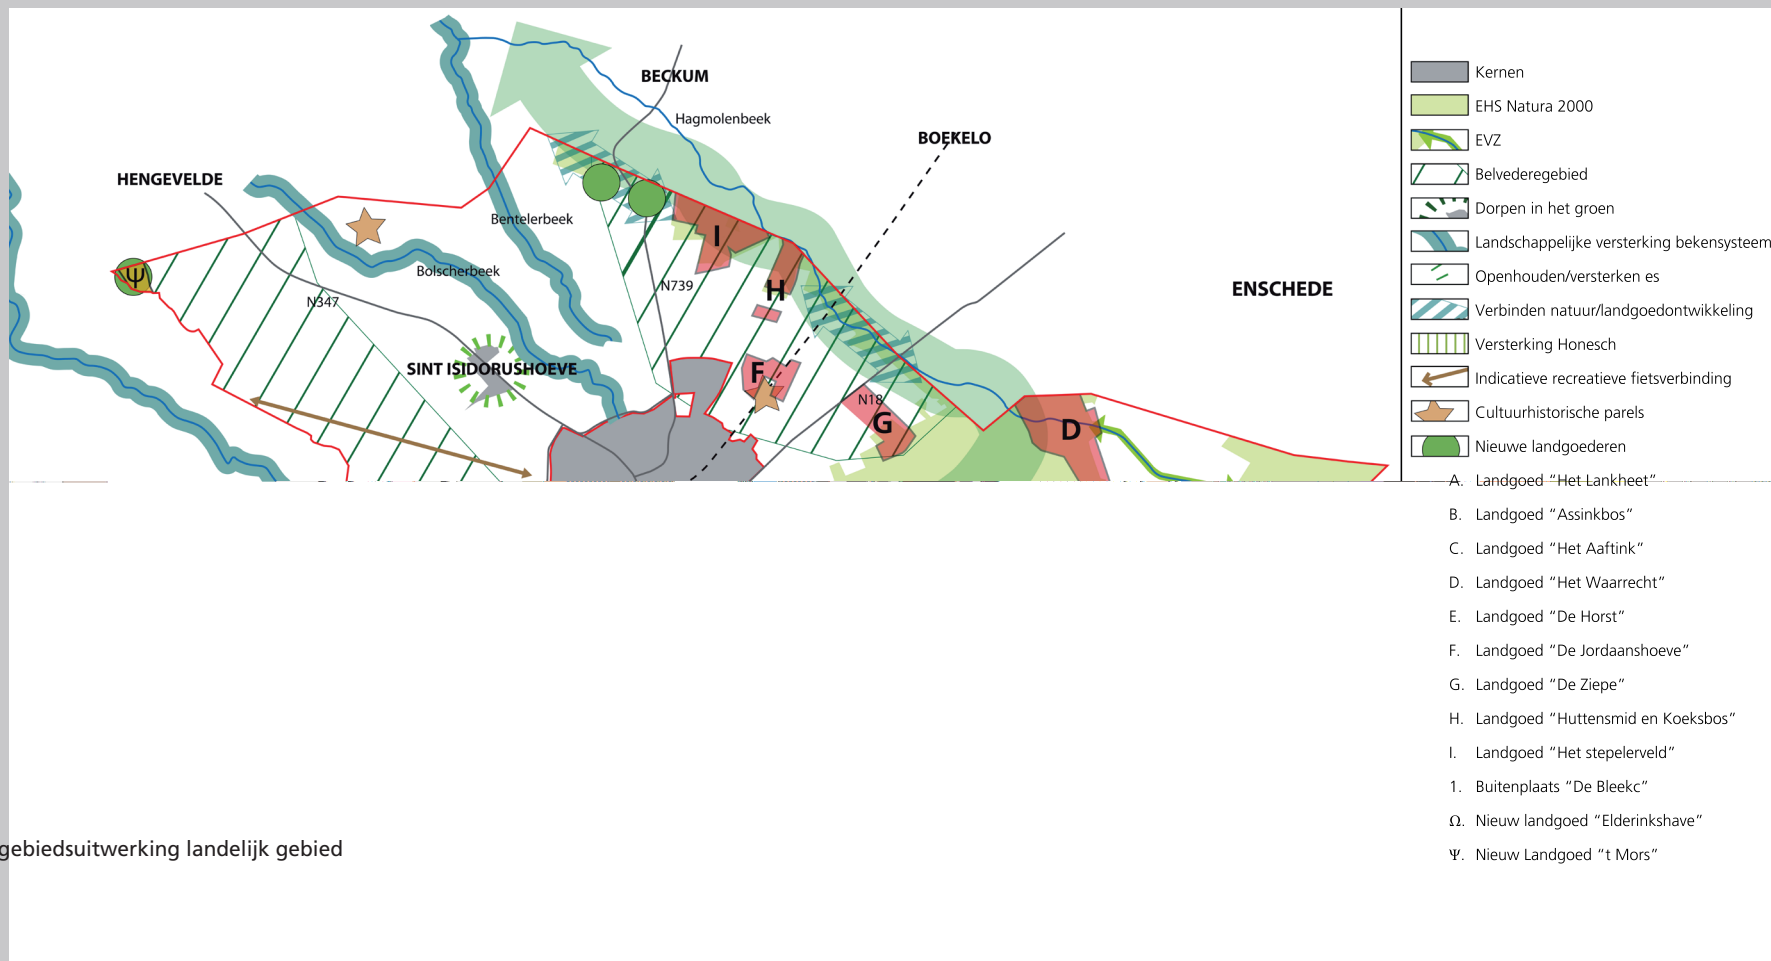 BECKUM
Hagmolenbeek
BOEKELO
HENGEVELDE
Bentelerbeek
Bolscherbeek
Ψ
I
N739
H
N347
ENSCHEDE
SINT ISIDORUSHOEVE
F
N18
G
D
Kernen
EHS Natura 2000
EVZ
Belvederegebied
Dorpen in het groen
Landschappelijke versterking bekensysteem
Openhouden/versterken es
Verbinden natuur/landgoedontwikkeling
Versterking Honesch
Indicatieve recreatieve fietsverbinding
Cultuurhistorische parels
Nieuwe landgoederen
A. Landgoed “Het Lankheet”
B. Landgoed “Assinkbos”
C. Landgoed “Het Aaftink”
D. Landgoed “Het Waarrecht”
E. Landgoed “De Horst”
F. Landgoed “De Jordaanshoeve”
G. Landgoed “De Ziepe”
H. Landgoed “Huttensmid en Koeksbos”
I. Landgoed “Het stepelerveld”
1. Buitenplaats “De Bleekc”
Ω. Nieuw landgoed “Elderinkshave”
Ψ. Nieuw Landgoed “t Mors”
gebiedsuitwerking landelijk gebied